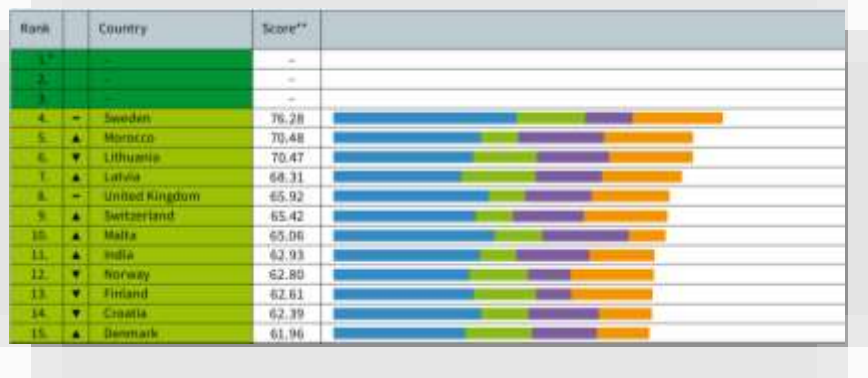 Rank Country Score**
1.* – –
2. – –
3. – –
4. – Sweden 76.28
5. ▲ Morocco 70.48
6. ▼ Lithuania 70.47
7. ▲ Latvia 68.31
8. – United Kingdom 65.92
9. ▲ Switzerland 65.42
10. ▲ Malta 65.06
11. ▲ India 62.93
12. ▼ Norway 62.80
13. ▼ Finland 62.61
14. ▼ Croatia 62.39
15. ▲ Denmark 61.96